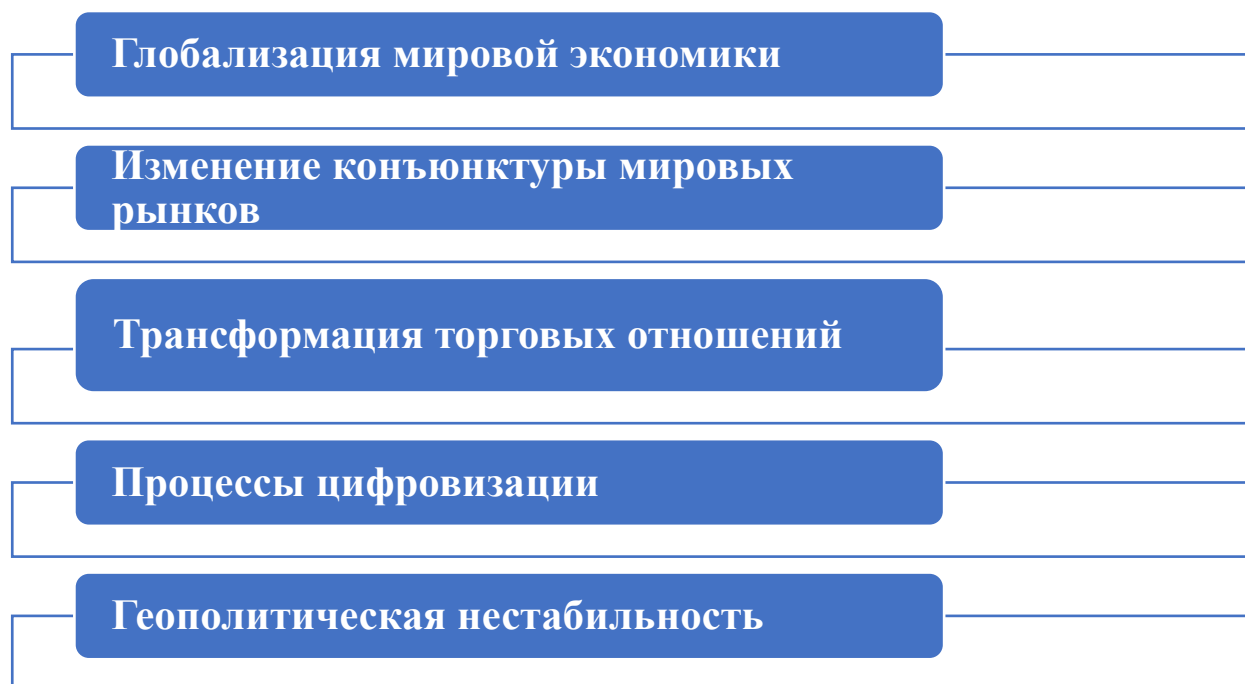 Глобализация мировой экономики
Изменение конъюнктуры мировых
рынков
Трансформация торговых отношений
Процессы цифровизации
Геополитическая нестабильность